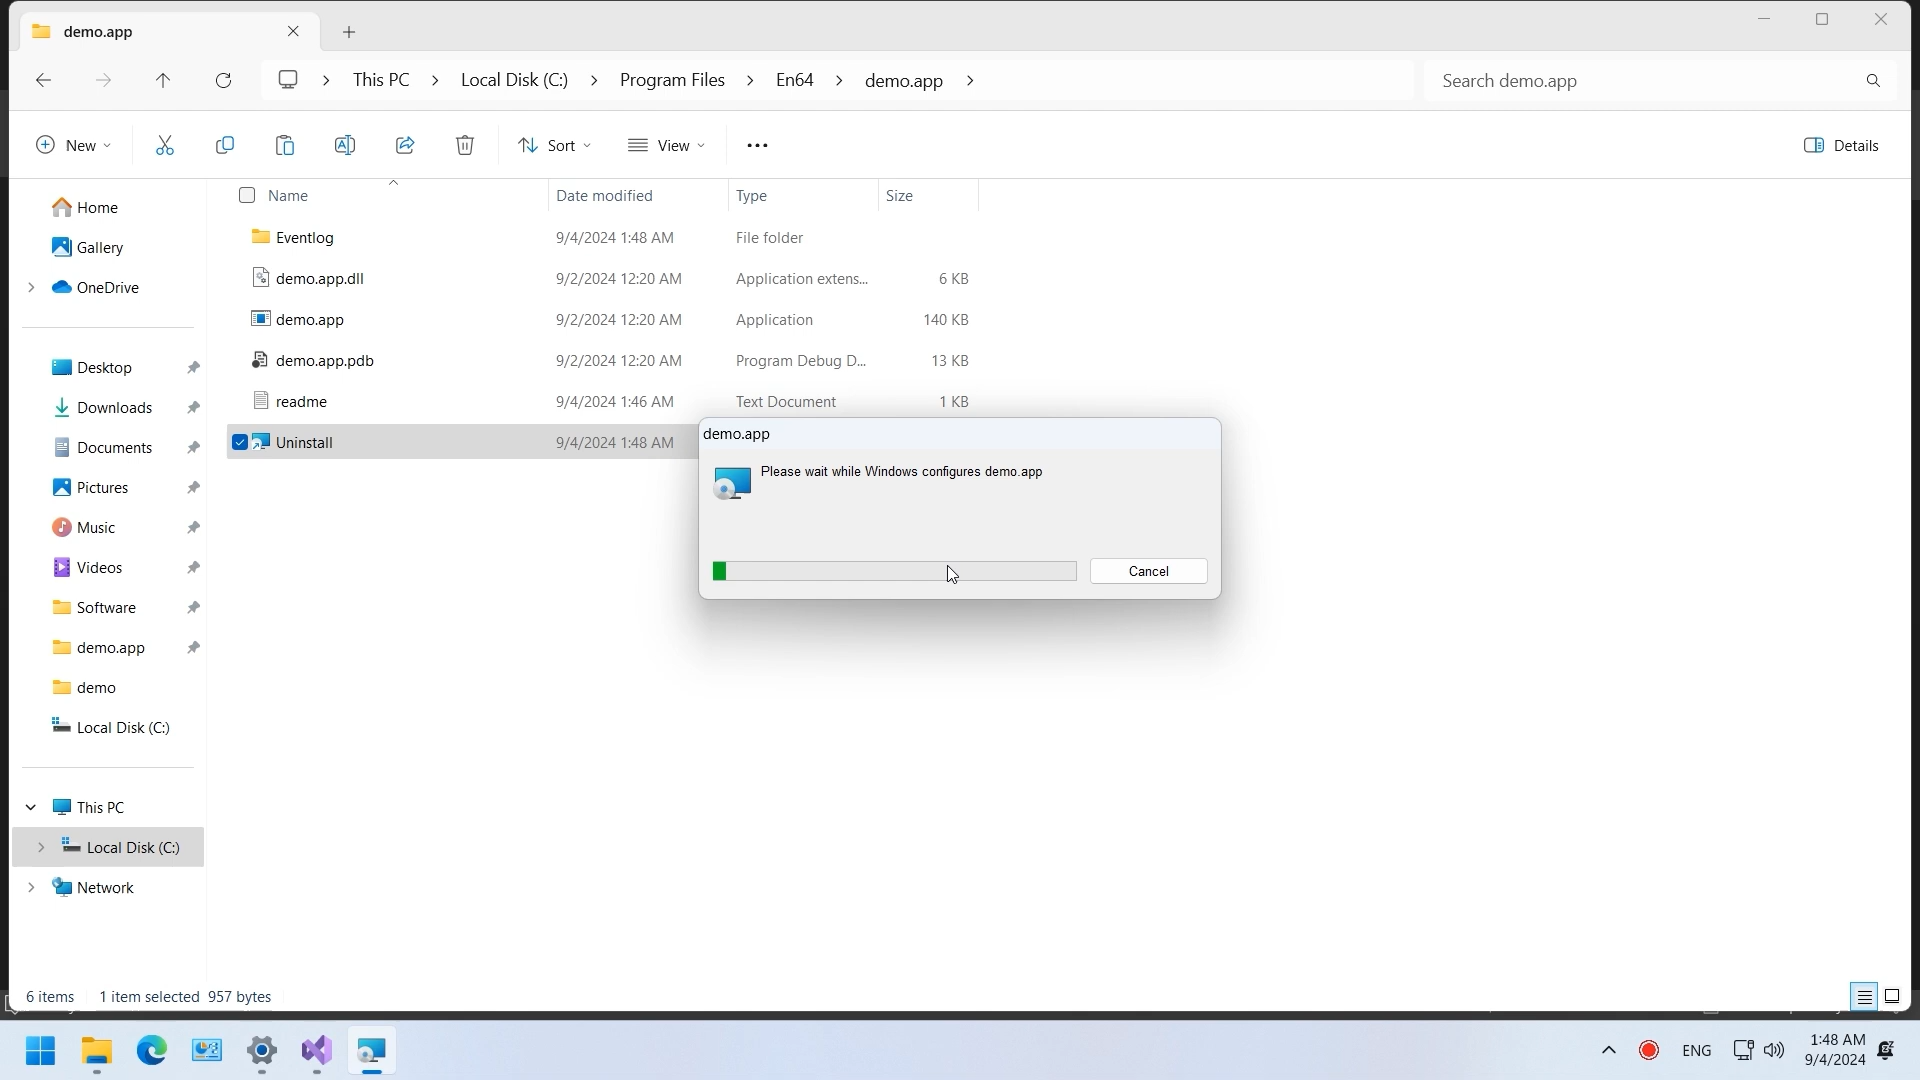 demo.app
This PC Local Disk (C:) Program Files En64 demo.app
Search demo.app
New
Sort
View
Details
Name Date modified Type Size
Eventlog 9/4/2024 1:48 AM File folder
demo.app.dll 9/2/2024 12:20 AM Application extens... 6 KB
demo.app 9/2/2024 12:20 AM Application 140 KB
demo.app.pdb 9/2/2024 12:20 AM Program Debug D... 13 KB
readme 9/4/2024 1:46 AM Text Document 1 KB
Uninstall 9/4/2024 1:48 AM
Home
Gallery
OneDrive
Desktop
Downloads
Documents
Pictures
Music
Videos
Software
demo.app
demo
Local Disk (C:)
This PC
Local Disk (C:)
Network
demo.app
Please wait while Windows configures demo.app
Cancel
6 items 1 item selected 957 bytes
ENG
1:48 AM
9/4/2024